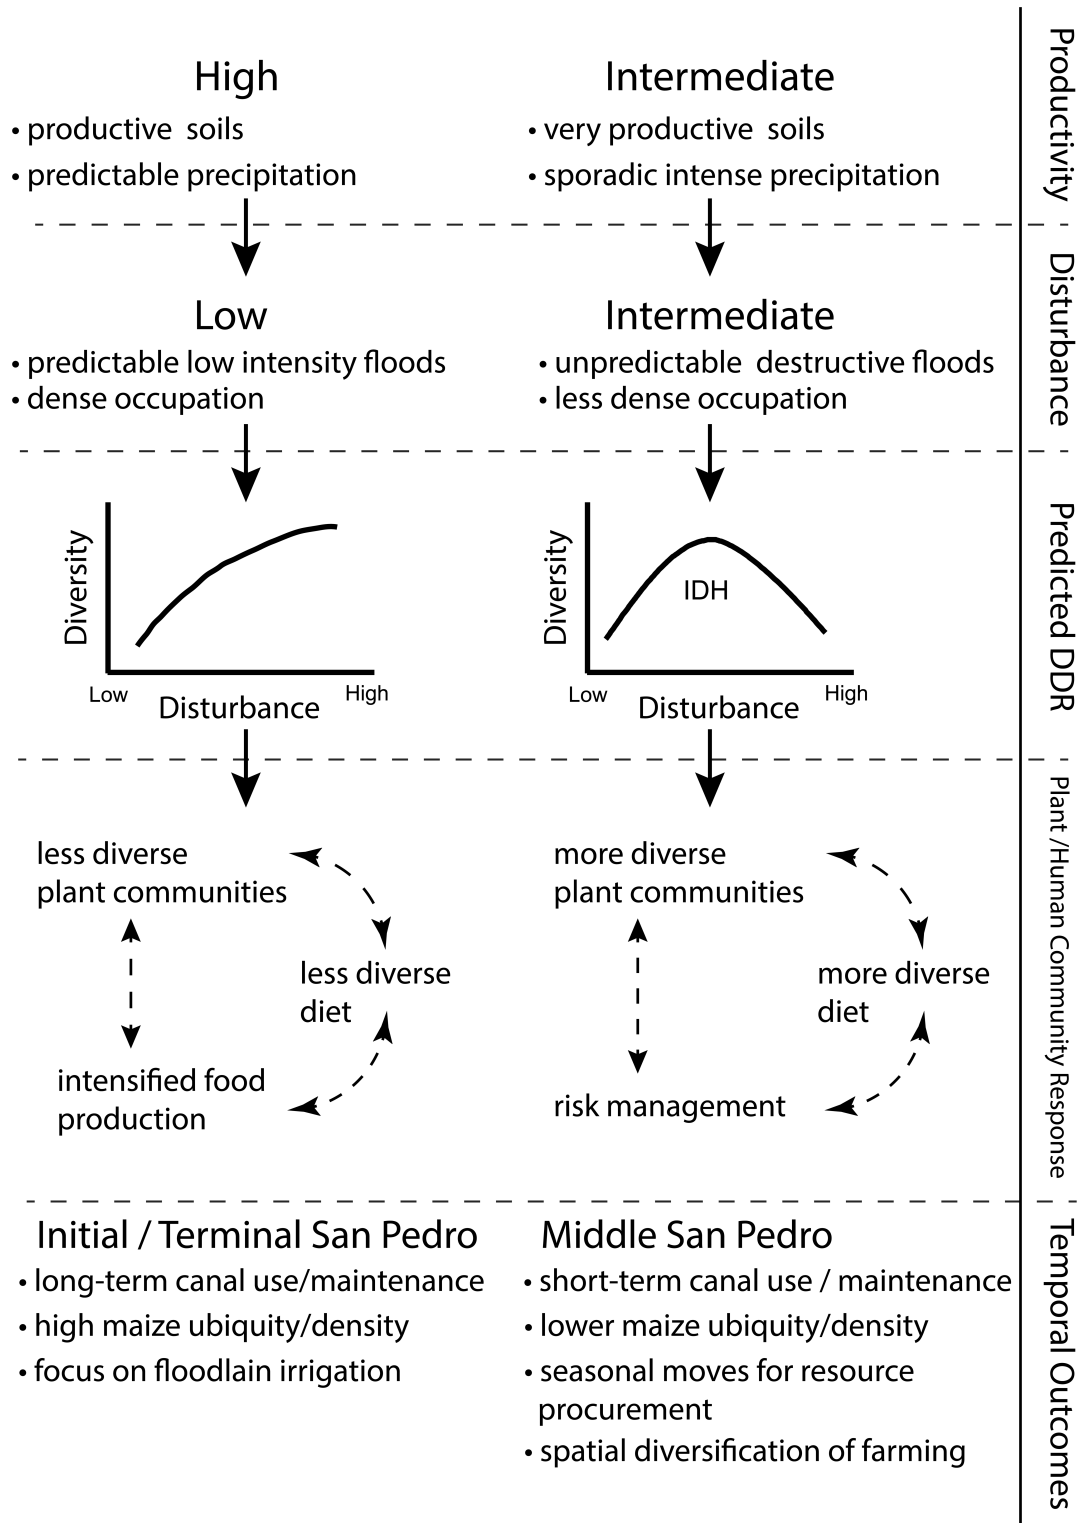 High
• productive soils
• predictable precipitation
Intermediate
• very productive soils
• sporadic intense precipitation
Productivity
Low
• predictable low intensity floods
• dense occupation
Intermediate
• unpredictable destructive floods
• less dense occupation
Disturbance
Diversity
Low
High
Disturbance
Diversity
IDH
Low
High
Disturbance
Predicted DDR
less diverse
plant communities
less diverse
diet
intensified food
production
more diverse
plant communities
more diverse
diet
risk management
Plant /Human Community Response
Initial / Terminal San Pedro
• long-term canal use/maintenance
• high maize ubiquity/density
• focus on floodlain irrigation
Middle San Pedro
• short-term canal use / maintenance
• lower maize ubiquity/density
• seasonal moves for resource
procurement
• spatial diversification of farming
Temporal Outcomes